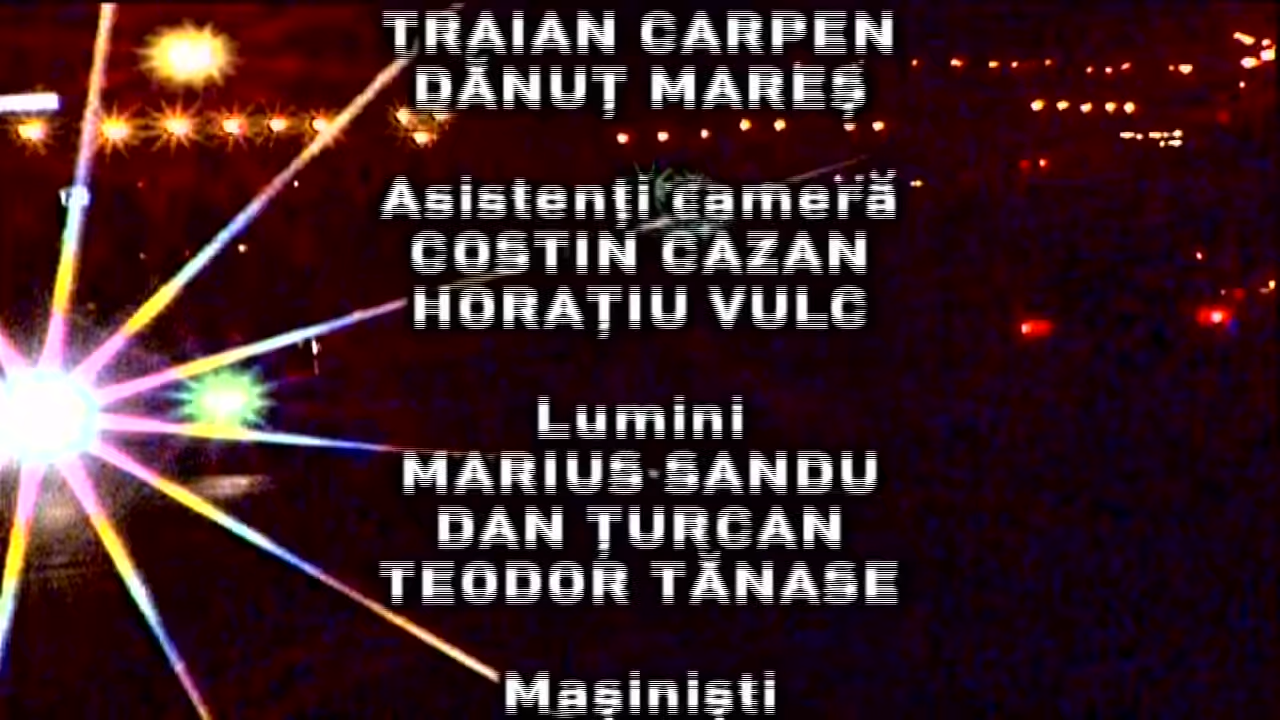 TRAIAN CARPEN
DĂNUȚ MAREȘ
Asistenți cameră
COSTIN CAZAN
HORAȚIU VULC
Lumini
MARIUS SANDU
DAN ȚURCAN
TEODOR TĂNASE
Mașiniști